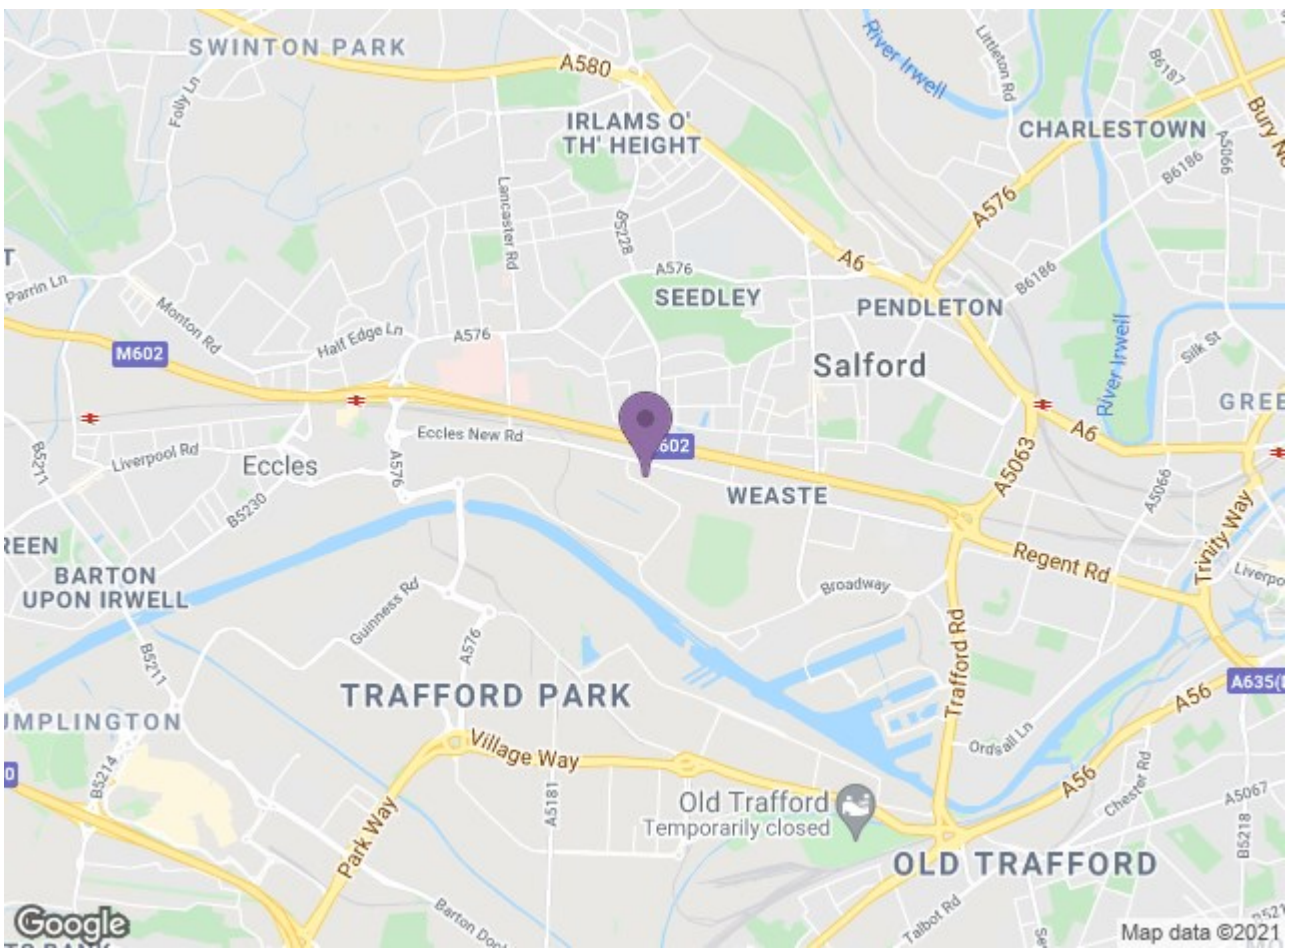 SWINTON PARK
A580
River Irwell
Littleton Rd
B6187
Folly Ln
IRLAMS O'
TH' HEIGHT
CHARLESTOWN
A5066
B6186
A576
Lancaster Rd
B5228
A6
A576
B6186
Parrin Ln
SEEDLEY
PENDLETON
Monton Rd
Half Edge Ln
A576
M602
River Irwell
Silk St
Salford
Eccles New Rd
602
A6
Liverpool Rd
B5211
Eccles
A576
B5230
WEASTE
A5063
A5066
Trinity Way
BARTON
UPON IRWELL
Regent Rd
Guinness Rd
Broadway
A576
B5211
Trafford Rd
TRAFFORD PARK
A56
Village Way
Ordsall Ln
B5214
A5181
Park Way
Old Trafford
Temporarily closed
A56
Chester Rd
A5067
B5218
OLD TRAFFORD
Talbot Rd
Google
Map data ©2021